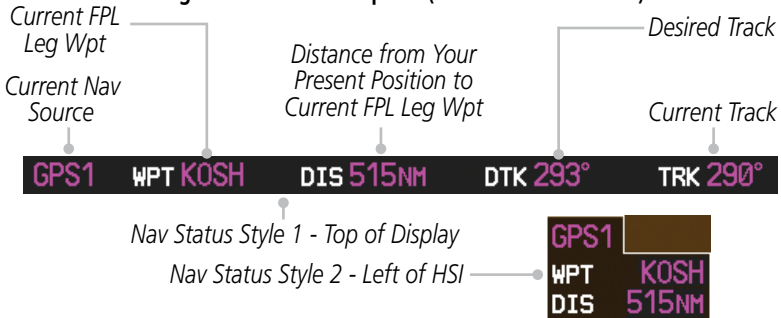 Current FPL
Leg Wpt
Current Nav
Source
Distance from Your
Present Position to
Current FPL Leg Wpt
Desired Track
Current Track
GPS1 WPT KOSH DIS 515NM DTK 293° TRK 290°
Nav Status Style 1 - Top of Display
Nav Status Style 2 - Left of HSI
GPS1
WPT KOSH
DIS 515NM